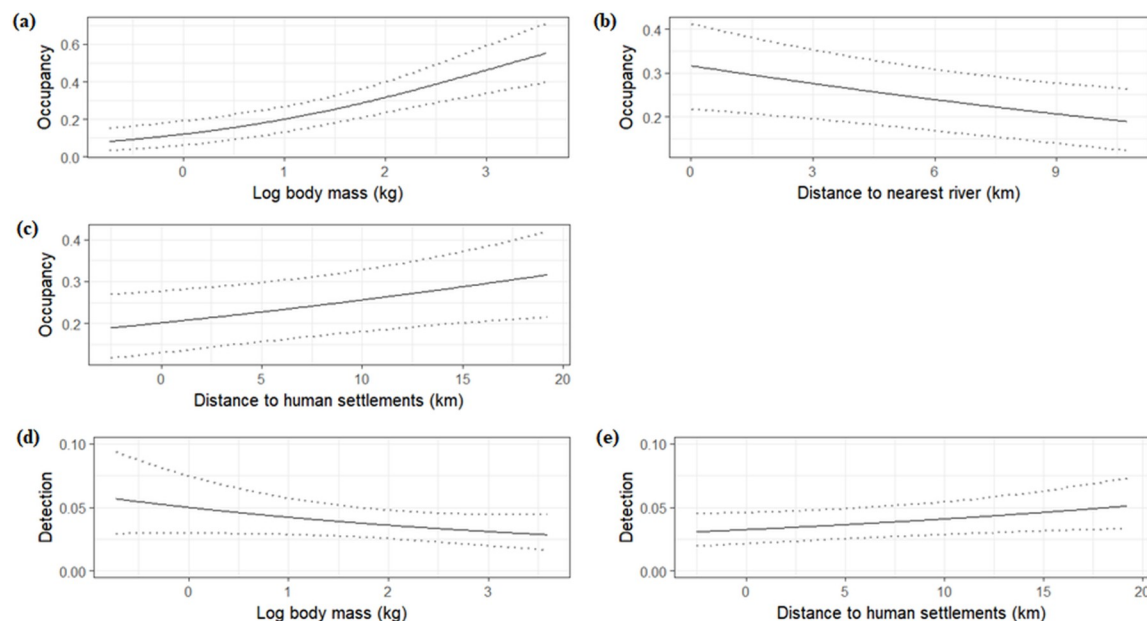 (a)
Occupancy
0.6
0.4
0.2
0.0
0 1 2 3
Log body mass (kg)
(b)
Occupancy
0.4
0.3
0.2
0 3 6 9
Distance to nearest river (km)
(c)
Occupancy
0.4
0.3
0.2
0 5 10 15 20
Distance to human settlements (km)
(d)
Detection
0.10
0.05
0.00
0 1 2 3
Log body mass (kg)
(e)
Detection
0.10
0.05
0.00
0 5 10 15 20
Distance to human settlements (km)